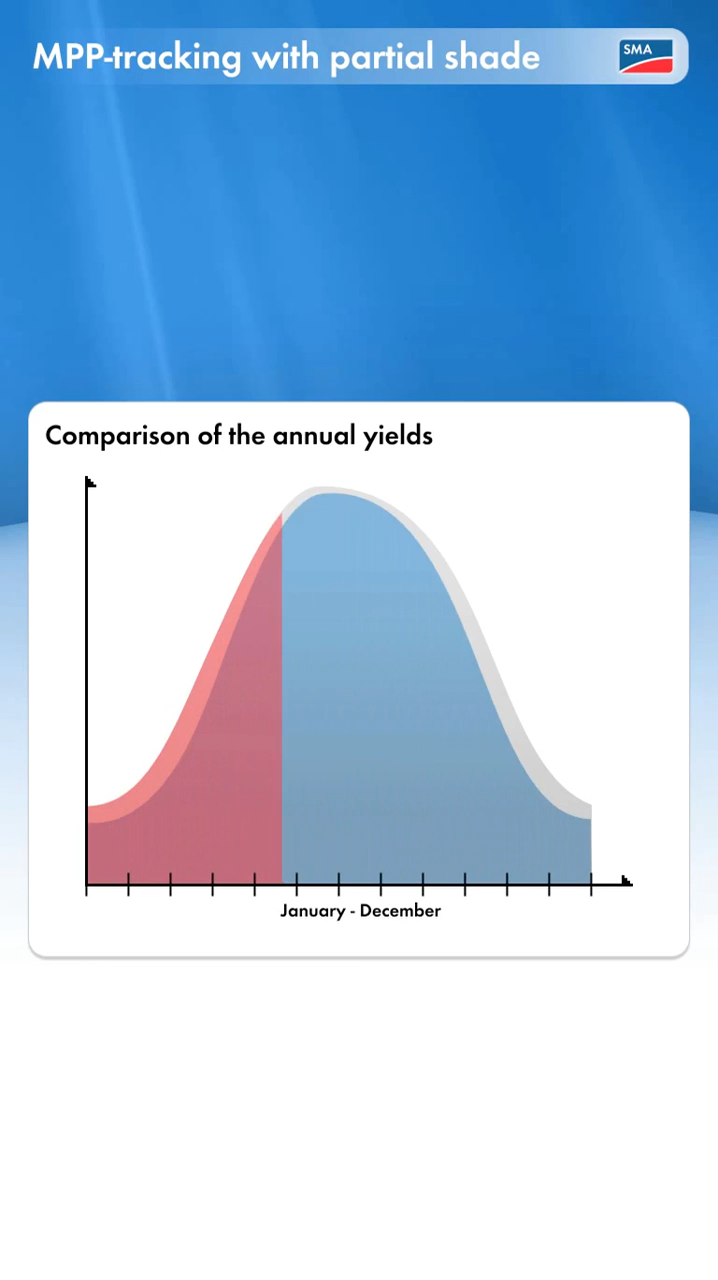 MPP-tracking with partial shade
SMA
Comparison of the annual yields
January - December